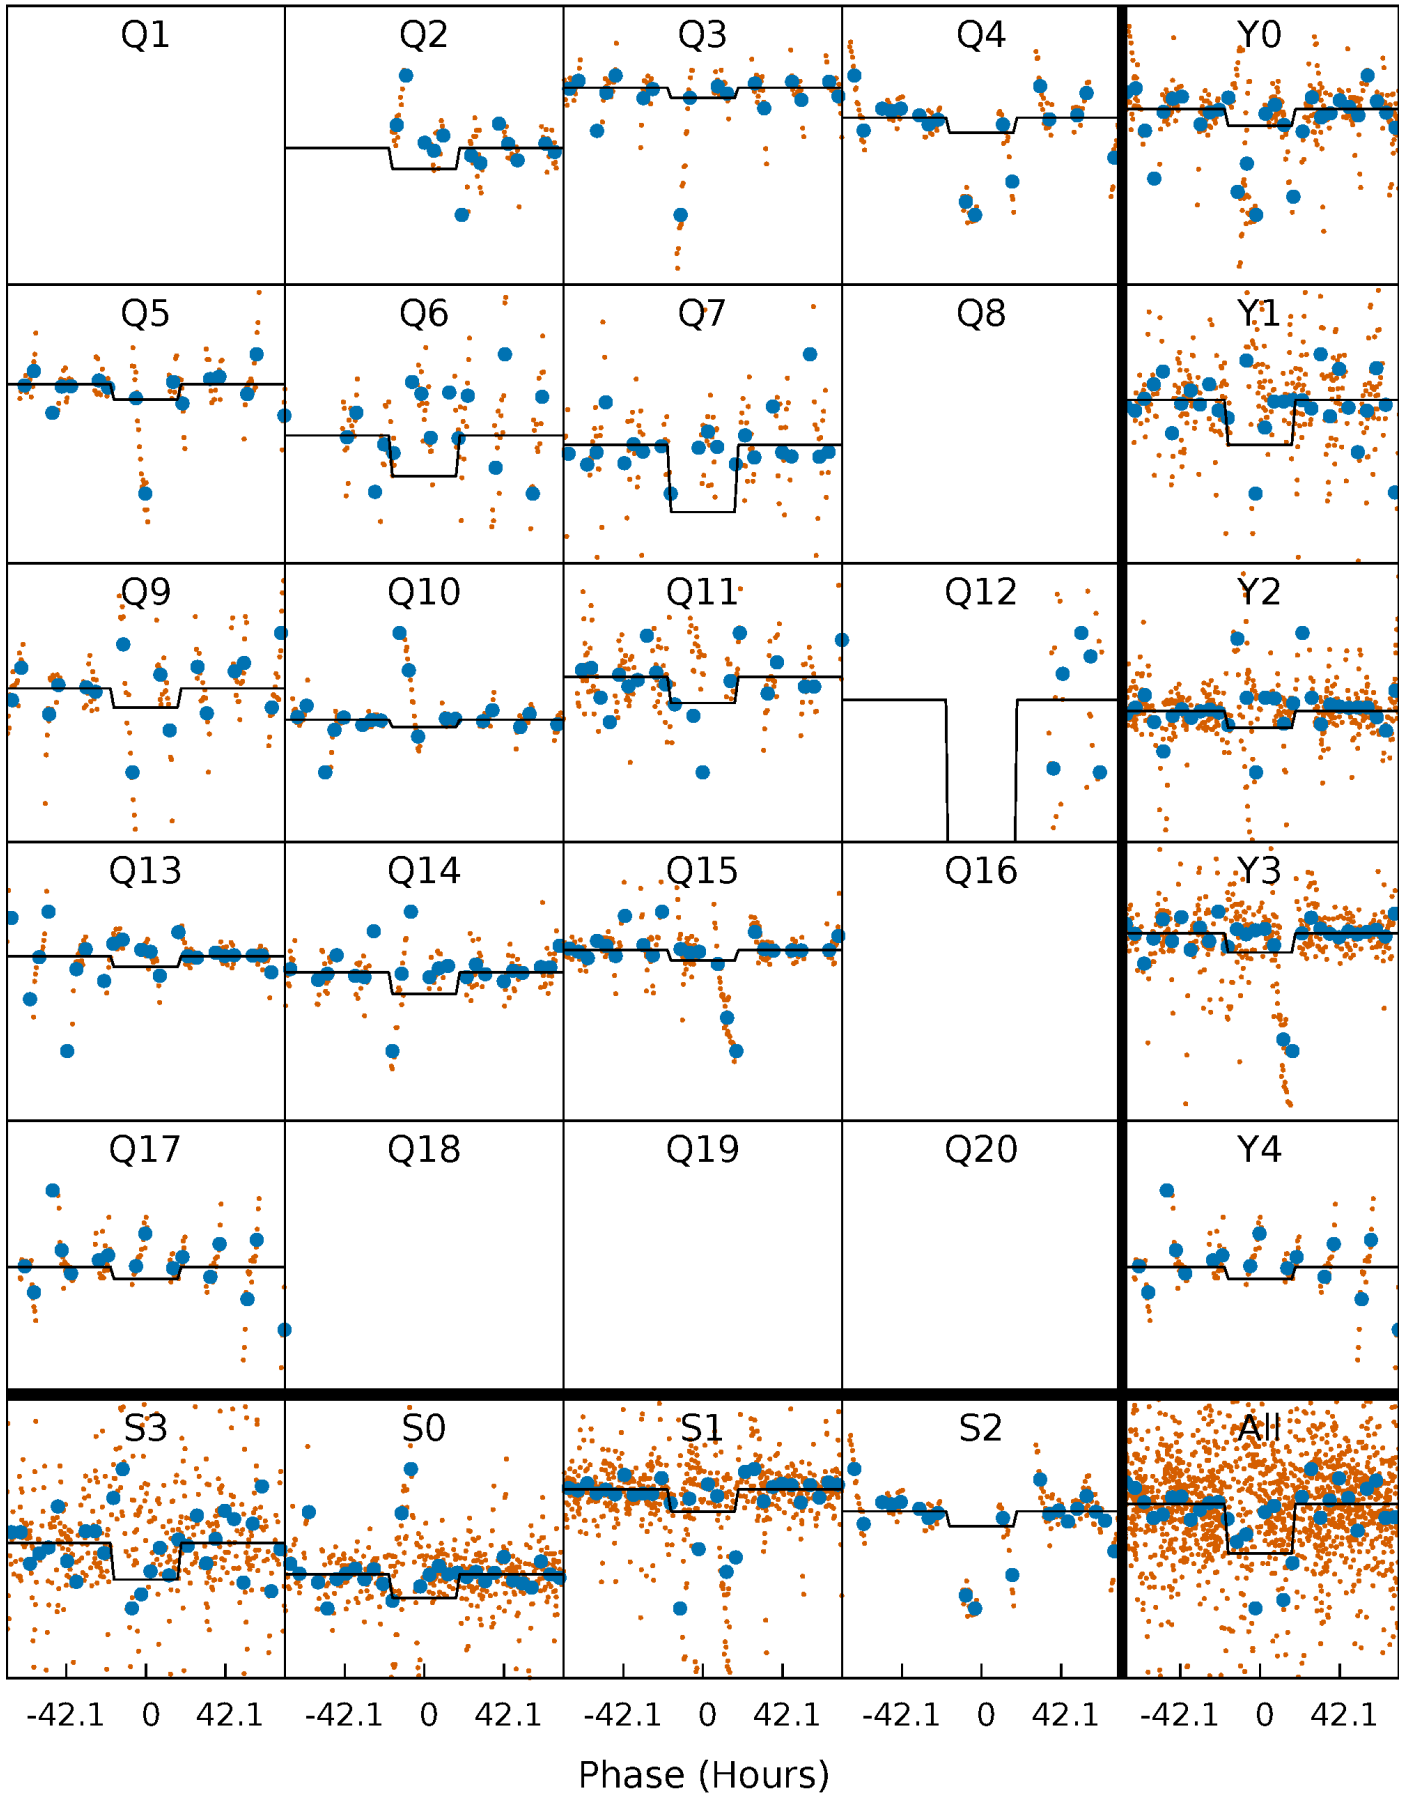 Q1 Q2 Q3 Q4 Y0
Q5 Q6 Q7 Q8 Y1
Q9 Q10 Q11 Q12 Y2
Q13 Q14 Q15 Q16 Y3
Q17 Q18 Q19 Q20 Y4
S3 S0 S1 S2 All
-42.1 0 42.1 -42.1 0 42.1 -42.1 0 42.1 -42.1 0 42.1 -42.1 0 42.1
Phase (Hours)